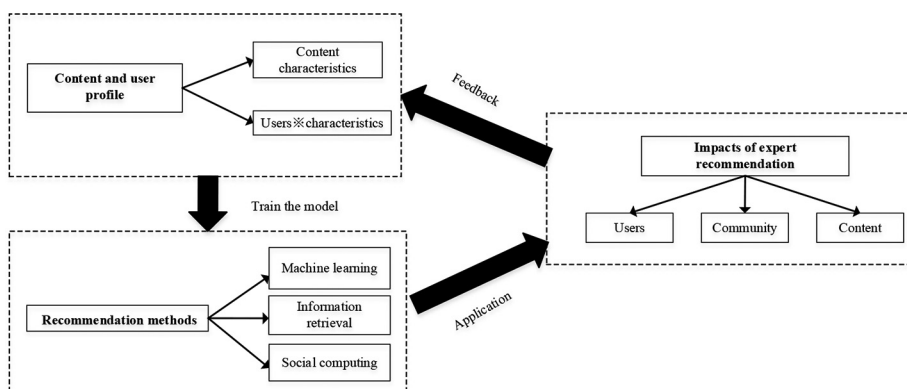 Content and user
profile
Content
characteristics
Users※characteristics
Feedback
Train the model
Recommendation methods
Machine learning
Information
retrieval
Social computing
Application
Impacts of expert
recommendation
Users
Community
Content